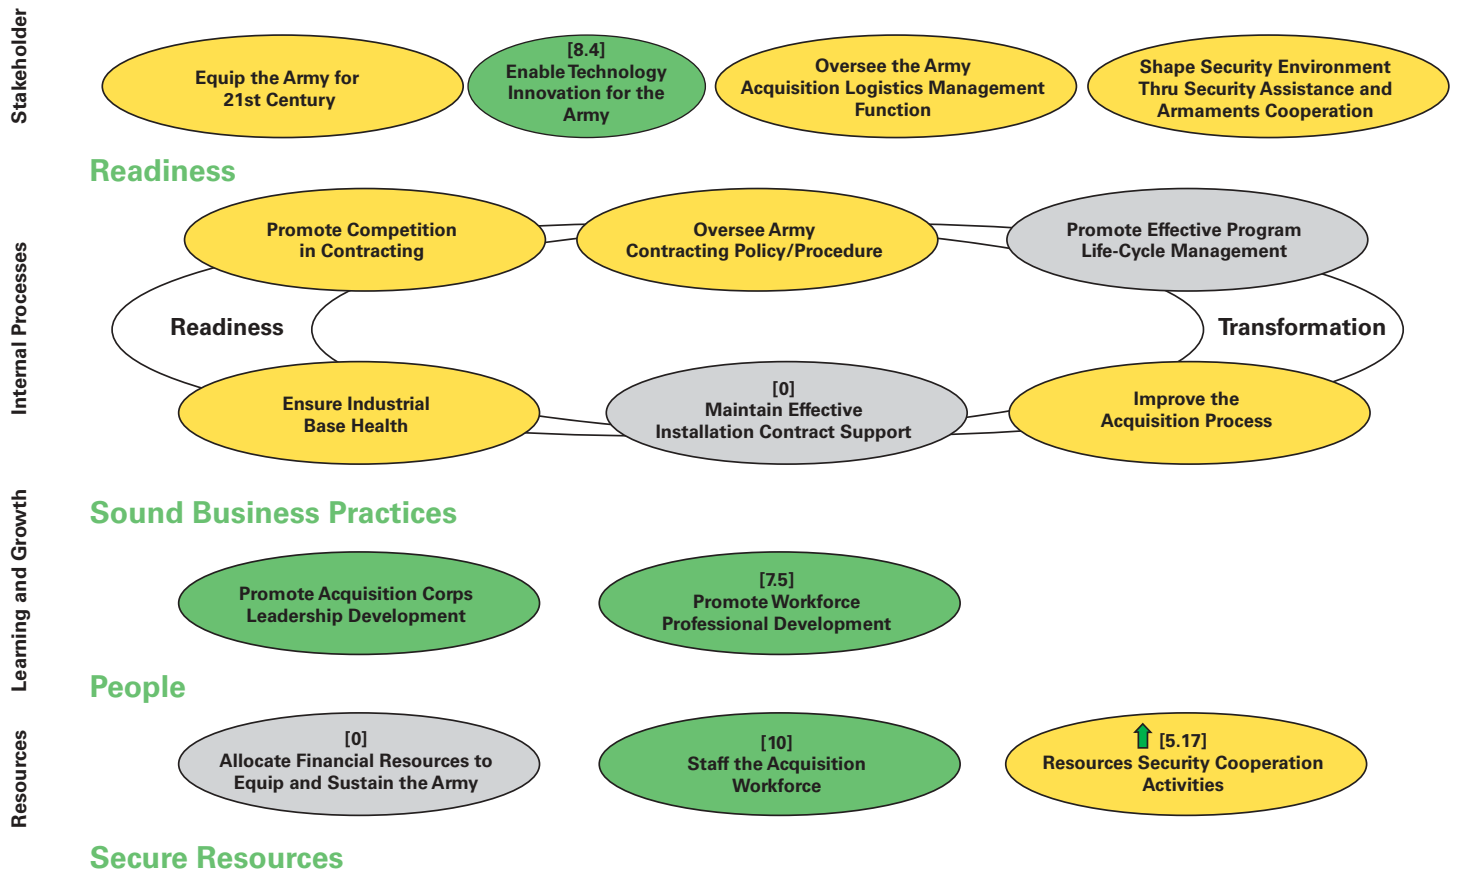 Stakeholder
Equip the Army for
21st Century
[8.4]
Enable Technology
Innovation for the
Army
Oversee the Army
Acquisition Logistics Management
Function
Shape Security Environment
Thru Security Assistance and
Armaments Cooperation
Readiness
Internal Processes
Promote Competition
in Contracting
Oversee Army
Contracting Policy/Procedure
Promote Effective Program
Life-Cycle Management
Readiness
Transformation
Ensure Industrial
Base Health
[0]
Maintain Effective
Installation Contract Support
Improve the
Acquisition Process
Sound Business Practices
Learning and Growth
Promote Acquisition Corps
Leadership Development
[7.5]
Promote Workforce
Professional Development
People
Resources
[0]
Allocate Financial Resources to
Equip and Sustain the Army
[10]
Staff the Acquisition
Workforce
[5.17]
Resources Security Cooperation
Activities
Secure Resources